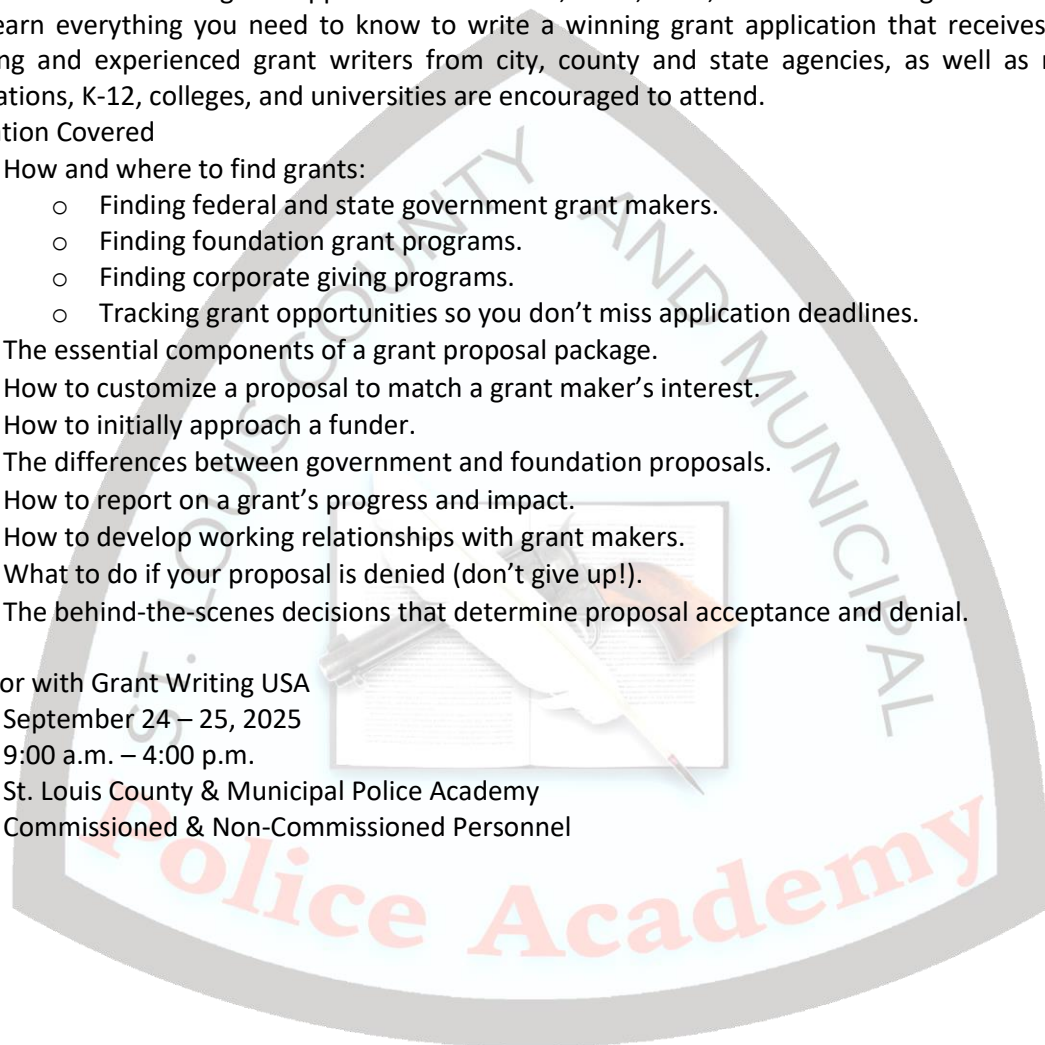 earn everything you need to know to write a winning grant application that receives
ng and experienced grant writers from city, county and state agencies, as well as
ations, K-12, colleges, and universities are encouraged to attend.
tion Covered
How and where to find grants:
o Finding federal and state government grant makers.
o Finding foundation grant programs.
o Finding corporate giving programs.
o Tracking grant opportunities so you don’t miss application deadlines.
The essential components of a grant proposal package.
How to customize a proposal to match a grant maker’s interest.
How to initially approach a funder.
The differences between government and foundation proposals.
How to report on a grant’s progress and impact.
How to develop working relationships with grant makers.
What to do if your proposal is denied (don’t give up!).
The behind-the-scenes decisions that determine proposal acceptance and denial.
or with Grant Writing USA
September 24 – 25, 2025
9:00 a.m. – 4:00 p.m.
St. Louis County & Municipal Police Academy
Commissioned & Non-Commissioned Personnel
ST. LOUIS COUNTY AND MUNICIPAL
Police Academy